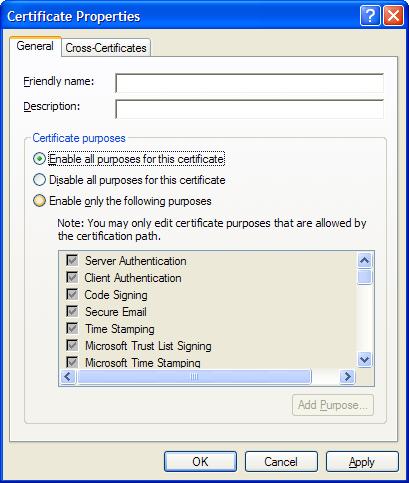 Certificate Properties
General
Cross-Certificates
Friendly name:
Description:
Certificate purposes
Enable all purposes for this certificate
Disable all purposes for this certificate
Enable only the following purposes
Note: You may only edit certificate purposes that are allowed by
the certification path.
Server Authentication
Client Authentication
Code Signing
Secure Email
Time Stamping
Microsoft Trust List Signing
Microsoft Time Stamping
Add Purpose...
OK
Cancel
Apply